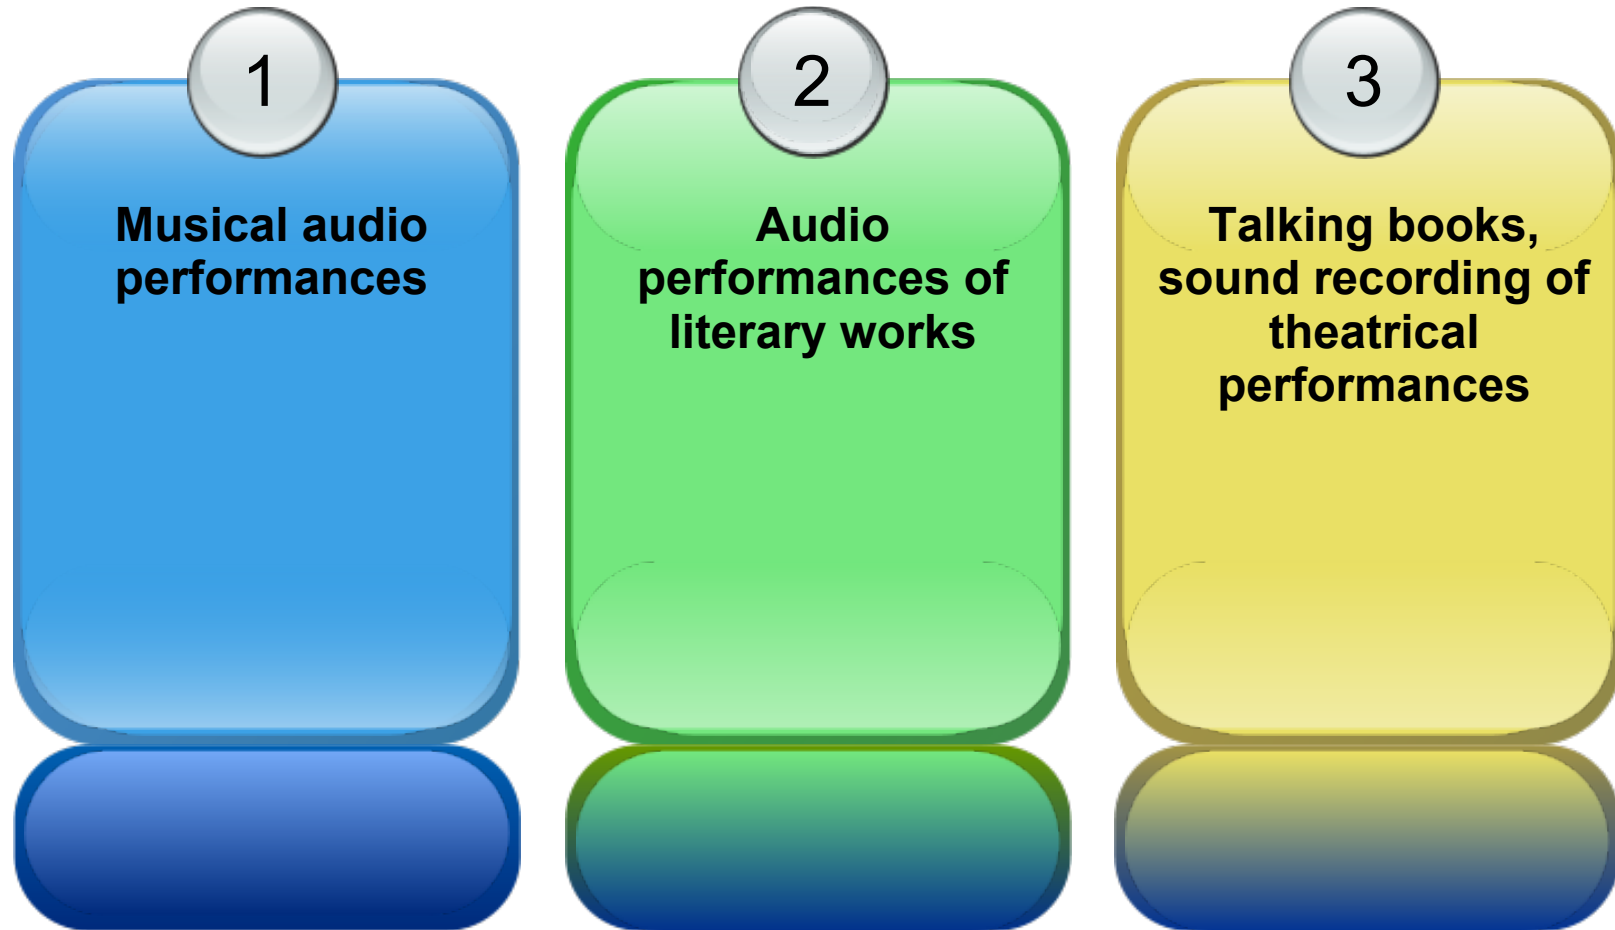 1
Musical audio
performances
2
Audio
performances of
literary works
3
Talking books,
sound recording of
theatrical
performances